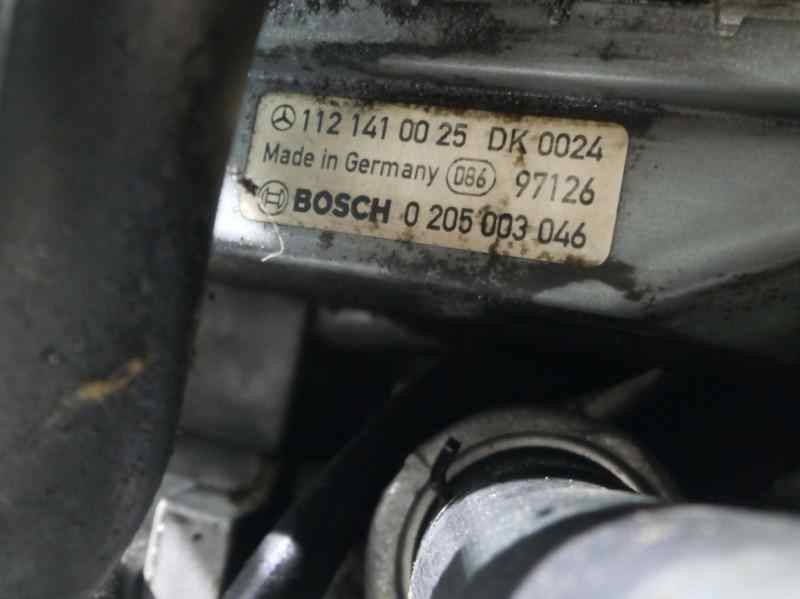 112 141 00 25 DK 0024
Made in Germany 086 97126
BOSCH 0 205 003 046